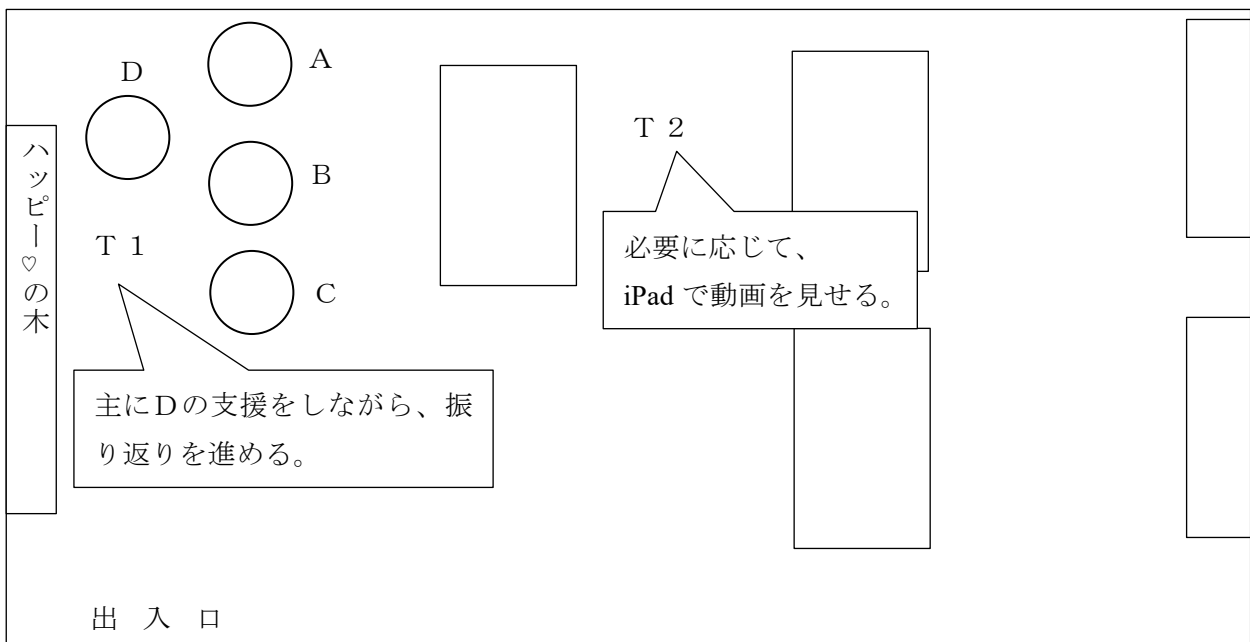 A
D
T 2
B
ハッピー♡の木
T 1
必要に応じて、
iPad で動画を見せる。
C
主にDの支援をしながら、振
り返りを進める。
出 入 口